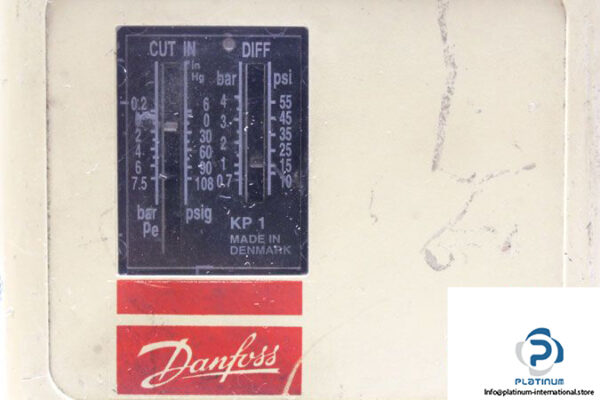 CUT IN DIFF
in
Hg
bar psi
0.2 6 4 55
0 3 45
2 30 35
4 60 2 25
6 90 1 15
7.5 108 0.7 10
bar psig
Pe
KP 1
MADE IN
DENMARK
Danfoss
PLATINUM
Info@platinum-international.store